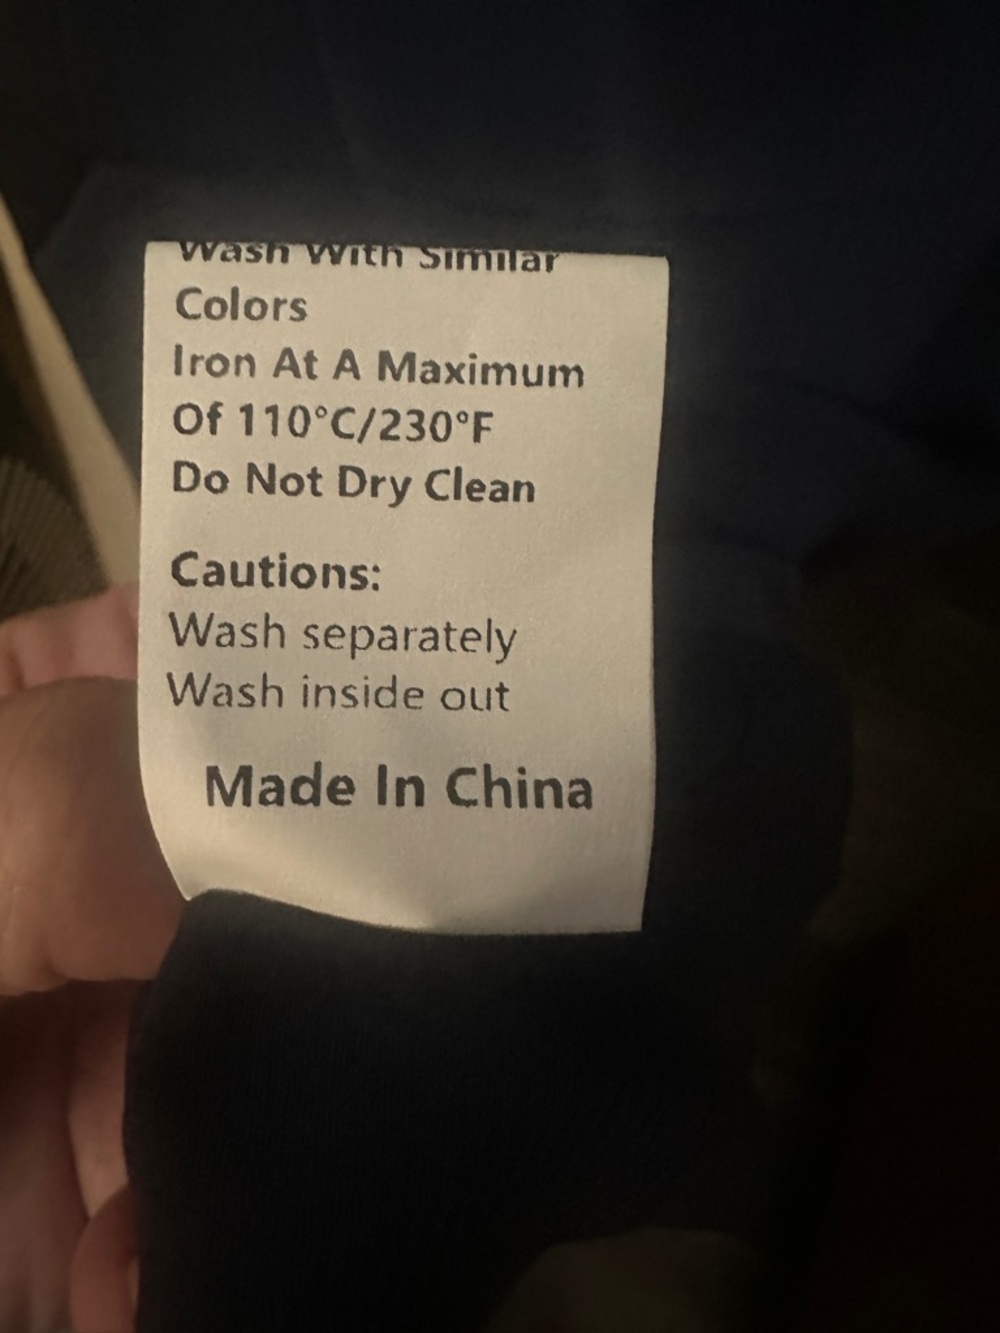 Wash With Similar
Colors
Iron At A Maximum
Of 110°C/230°F
Do Not Dry Clean
Cautions:
Wash separately
Wash inside out
Made In China